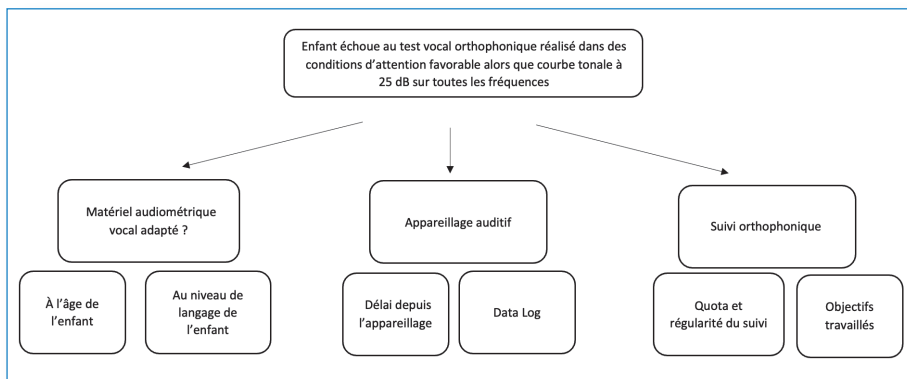 Enfant échoue au test vocal orthophonique réalisé dans des
conditions d'attention favorable alors que courbe tonale à
25 dB sur toutes les fréquences
Matériel audiométrique
vocal adapté ?
Appareillage auditif
Suivi orthophonique
À l'âge de
l'enfant
Au niveau de
langage de
l'enfant
Délai depuis
l'appareillage
Data Log
Quota et
régularité du suivi
Objectifs
travaillés